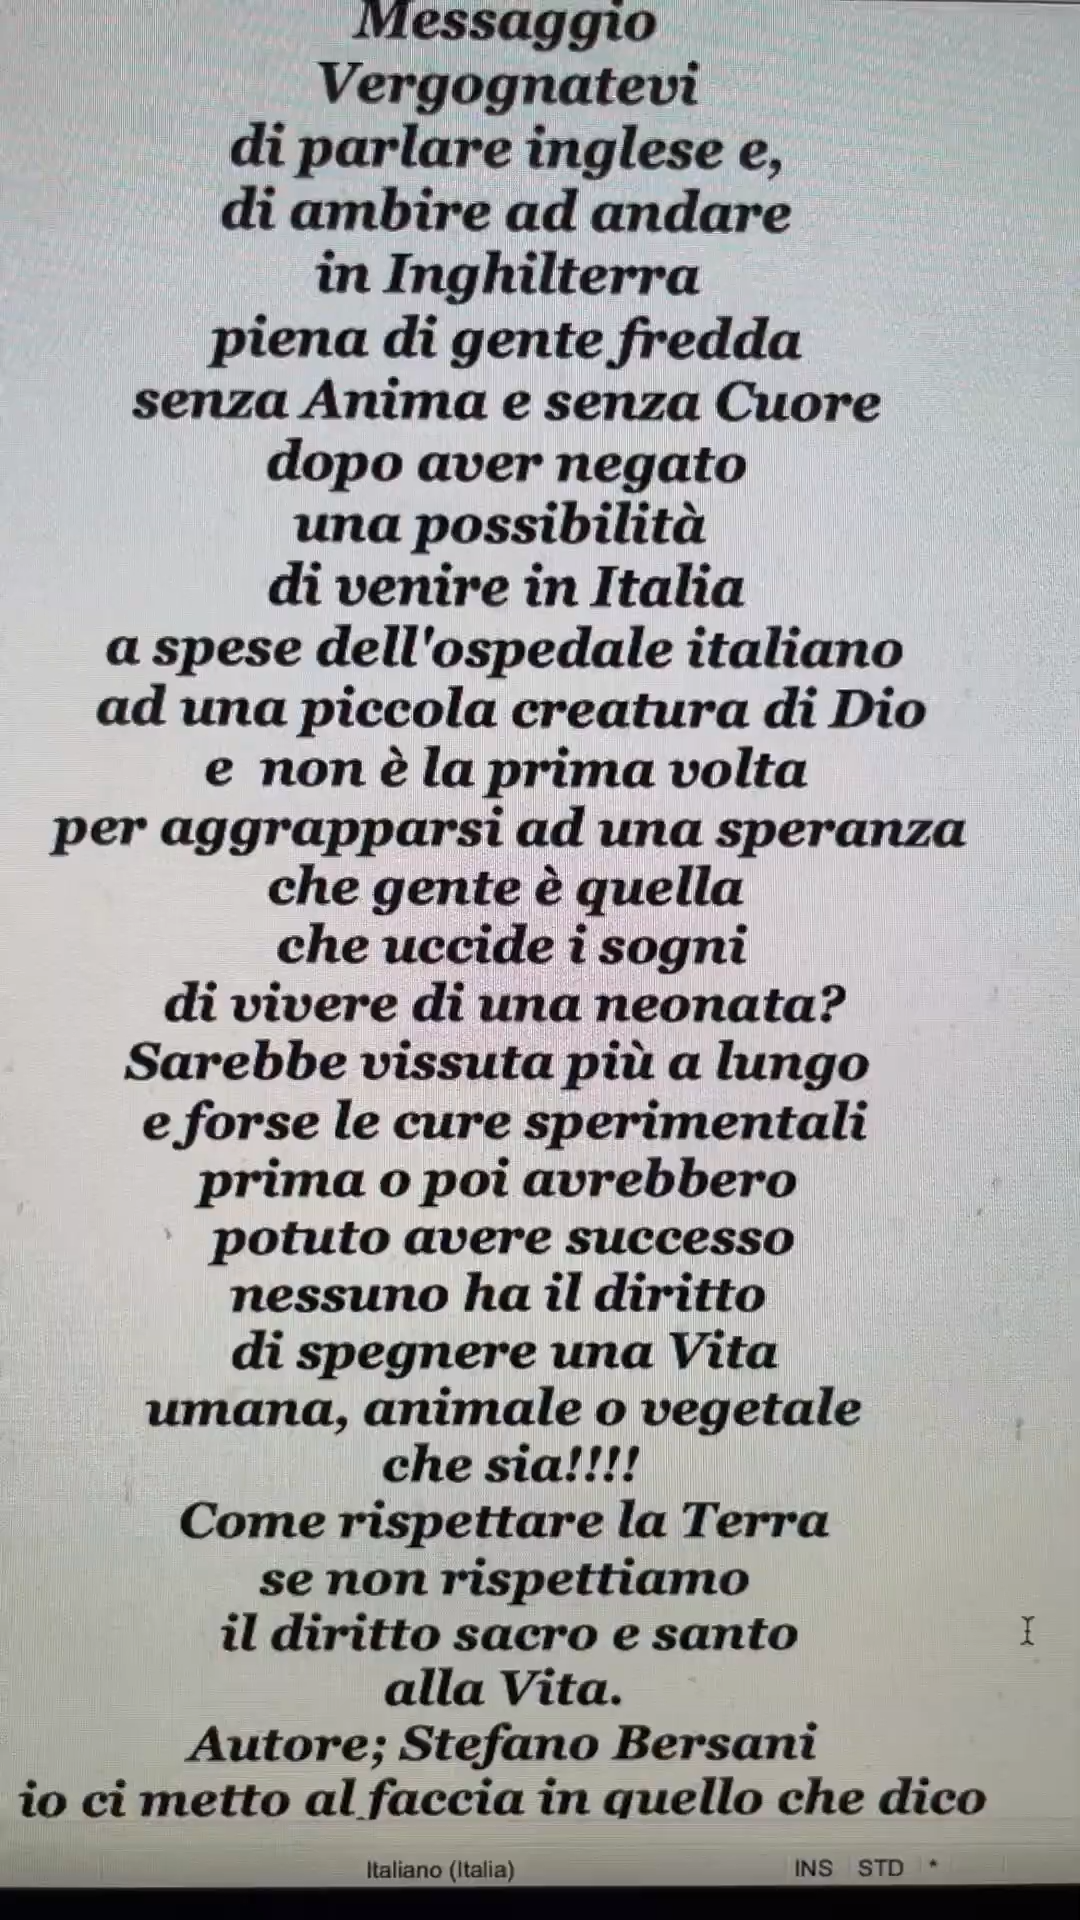 Messaggio
Vergognatevi
di parlare inglese e,
di ambire ad andare
in Inghilterra
piena di gente fredda
senza Anima e senza Cuore
dopo aver negato
una possibilità
di venire in Italia
a spese dell'ospedale italiano
ad una piccola creatura di Dio
e non è la prima volta
per aggrapparsi ad una speranza
che gente è quella
che uccide i sogni
di vivere di una neonata?
Sarebbe vissuta più a lungo
e forse le cure sperimentali
prima o poi avrebbero
potuto avere successo
nessuno ha il diritto
di spegnere una Vita
umana, animale o vegetale
che sia!!!!
Come rispettare la Terra
se non rispettiamo
il diritto sacro e santo
alla Vita.
Autore; Stefano Bersani
io ci metto al faccia in quello che dico
Italiano (Italia) INS STD *